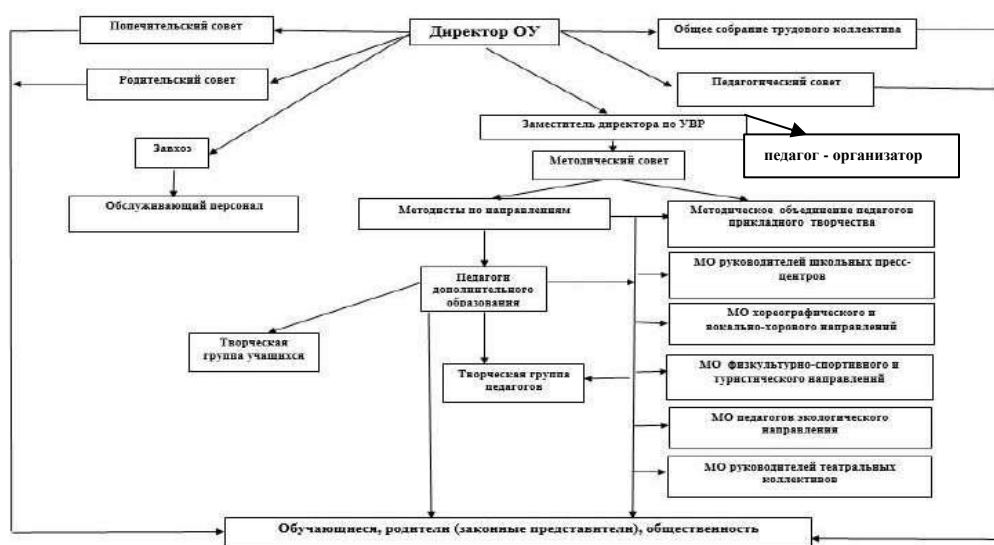 Попечительский совет
Директор ОУ
Общее собрание трудового коллектива
Родительский совет
Педагогический совет
Заместитель директора по УВР
педагог - организатор
Завхоз
Методический совет
Обслуживающий персонал
Методисты по направлениям
Методическое объединение педагогов
прикладного творчества
Педагоги
дополнительного
образования
МО руководителей школьных пресс-
центров
МО хореографического и
вокально-хорового направлений
Творческая
группа учащихся
Творческая группа
педагогов
МО физкультурно-спортивного и
туристического направлений
МО педагогов экологического
направления
МО руководителей театральных
коллективов
Обучающиеся, родители (законные представители), общественность